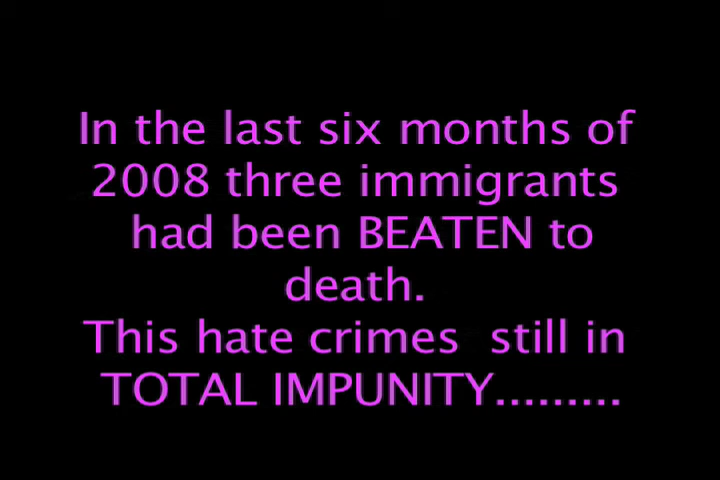 In the last six months of
2008 three immigrants
had been BEATEN to
death.
This hate crimes  still in
TOTAL IMPUNITY.........